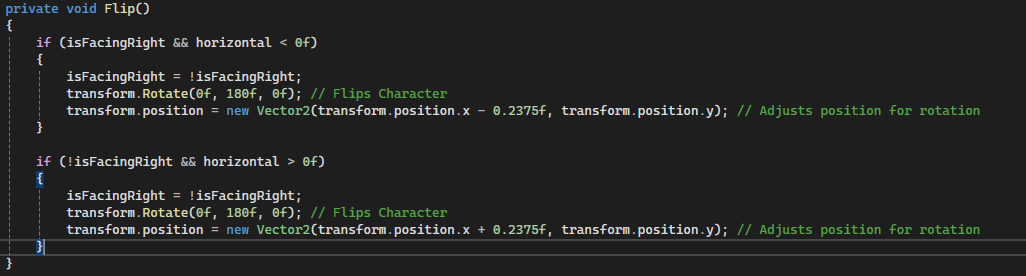 private void Flip()
{
    if (isFacingRight && horizontal < 0f)
    {
        isFacingRight = !isFacingRight;
        transform.Rotate(0f, 180f, 0f); // Flips Character
        transform.position = new Vector2(transform.position.x - 0.2375f, transform.position.y); // Adjusts position for rotation
    }

    if (!isFacingRight && horizontal > 0f)
    {
        isFacingRight = !isFacingRight;
        transform.Rotate(0f, 180f, 0f); // Flips Character
        transform.position = new Vector2(transform.position.x + 0.2375f, transform.position.y); // Adjusts position for rotation
    }
}